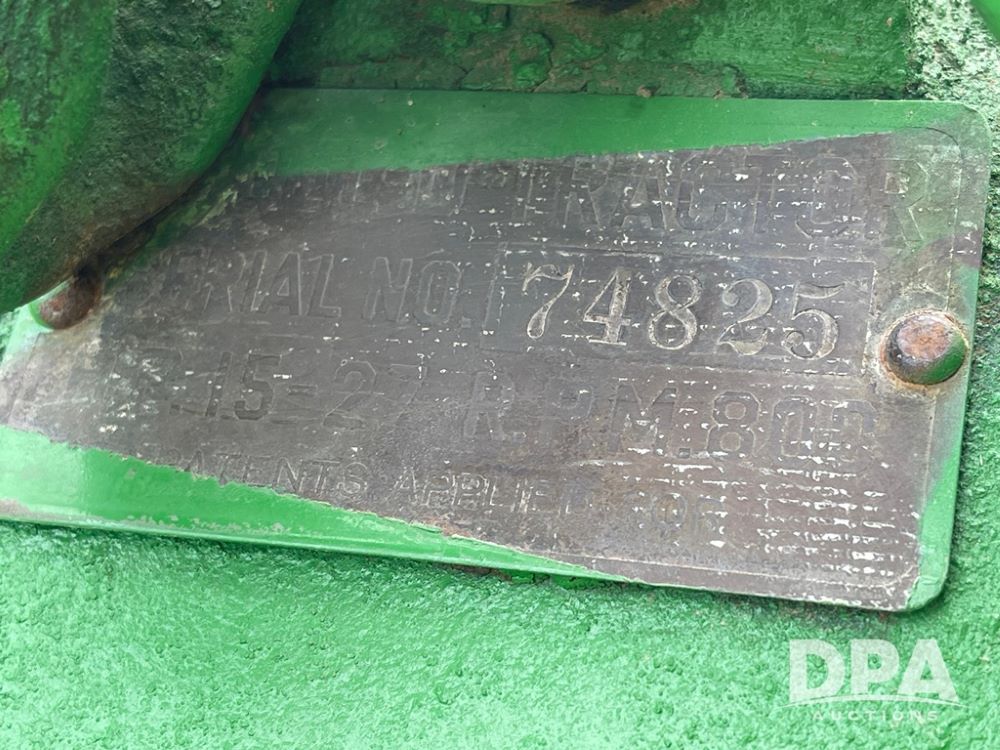 TRACTOR
SERIAL NO. 74825
15-27 R.P.M. 800
PATENTS APPLIED FOR
DPA
AUCTIONS